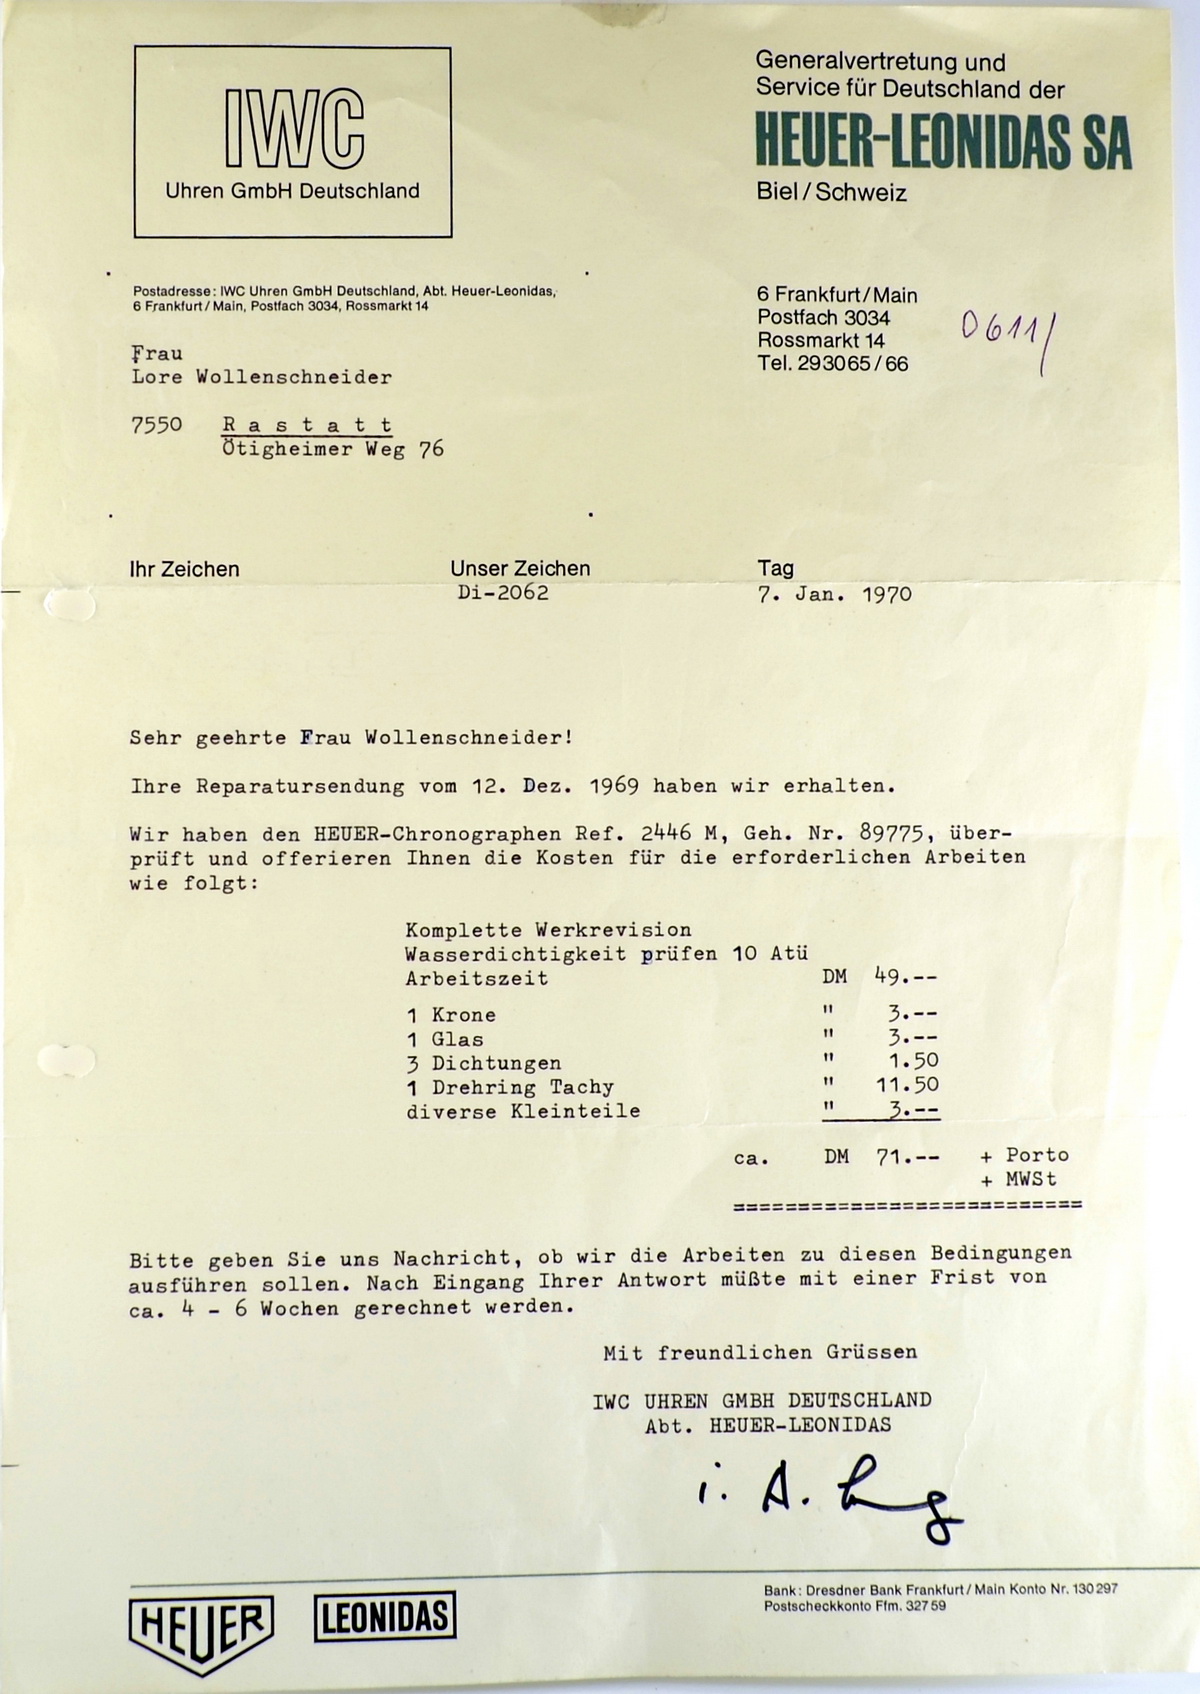 IWC
Uhren GmbH Deutschland
Generalvertretung und
Service für Deutschland der
HEUER-LEONIDAS SA
Biel/Schweiz
Postadresse: IWC Uhren GmbH Deutschland, Abt. Heuer-Leonidas,
6 Frankfurt/Main, Postfach 3034, Rossmarkt 14
6 Frankfurt/Main
Postfach 3034
Rossmarkt 14
Tel. 293065/66
0611/
Frau
Lore Wollenschneider
7550 R a s t a t t
Ötigheimer Weg 76
Ihr Zeichen Unser Zeichen Tag
Di-2062 7. Jan. 1970
Sehr geehrte Frau Wollenschneider!
Ihre Reparatursendung vom 12. Dez. 1969 haben wir erhalten.
Wir haben den HEUER-Chronographen Ref. 2446 M, Geh. Nr. 89775, über-
prüft und offerieren Ihnen die Kosten für die erforderlichen Arbeiten
wie folgt:
Komplette Werkrevision
Wasserdichtigkeit prüfen 10 Atü
Arbeitszeit DM 49.--
1 Krone " 3.--
1 Glas " 3.--
3 Dichtungen " 1.50
1 Drehring Tachy " 11.50
diverse Kleinteile " 3.--
ca. DM 71.-- + Porto
+ MWSt
===========================
Bitte geben Sie uns Nachricht, ob wir die Arbeiten zu diesen Bedingungen
ausführen sollen. Nach Eingang Ihrer Antwort müßte mit einer Frist von
ca. 4 - 6 Wochen gerechnet werden.
Mit freundlichen Grüssen
IWC UHREN GMBH DEUTSCHLAND
Abt. HEUER-LEONIDAS
i. A.
HEUER
LEONIDAS
Bank: Dresdner Bank Frankfurt/Main Konto Nr. 130297
Postscheckkonto Ffm. 32759